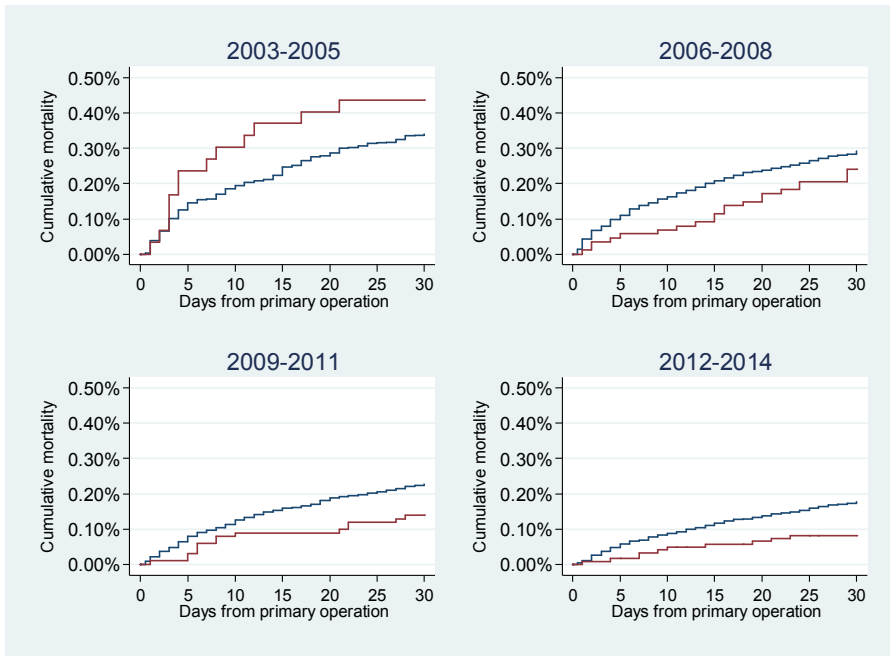 2003-2005
0.50%
0.40%
0.30%
0.20%
0.10%
0.00%
Cumulative mortality
0 5 10 15 20 25 30
Days from primary operation
2006-2008
0.50%
0.40%
0.30%
0.20%
0.10%
0.00%
Cumulative mortality
0 5 10 15 20 25 30
Days from primary operation
2009-2011
0.50%
0.40%
0.30%
0.20%
0.10%
0.00%
Cumulative mortality
0 5 10 15 20 25 30
Days from primary operation
2012-2014
0.50%
0.40%
0.30%
0.20%
0.10%
0.00%
Cumulative mortality
0 5 10 15 20 25 30
Days from primary operation